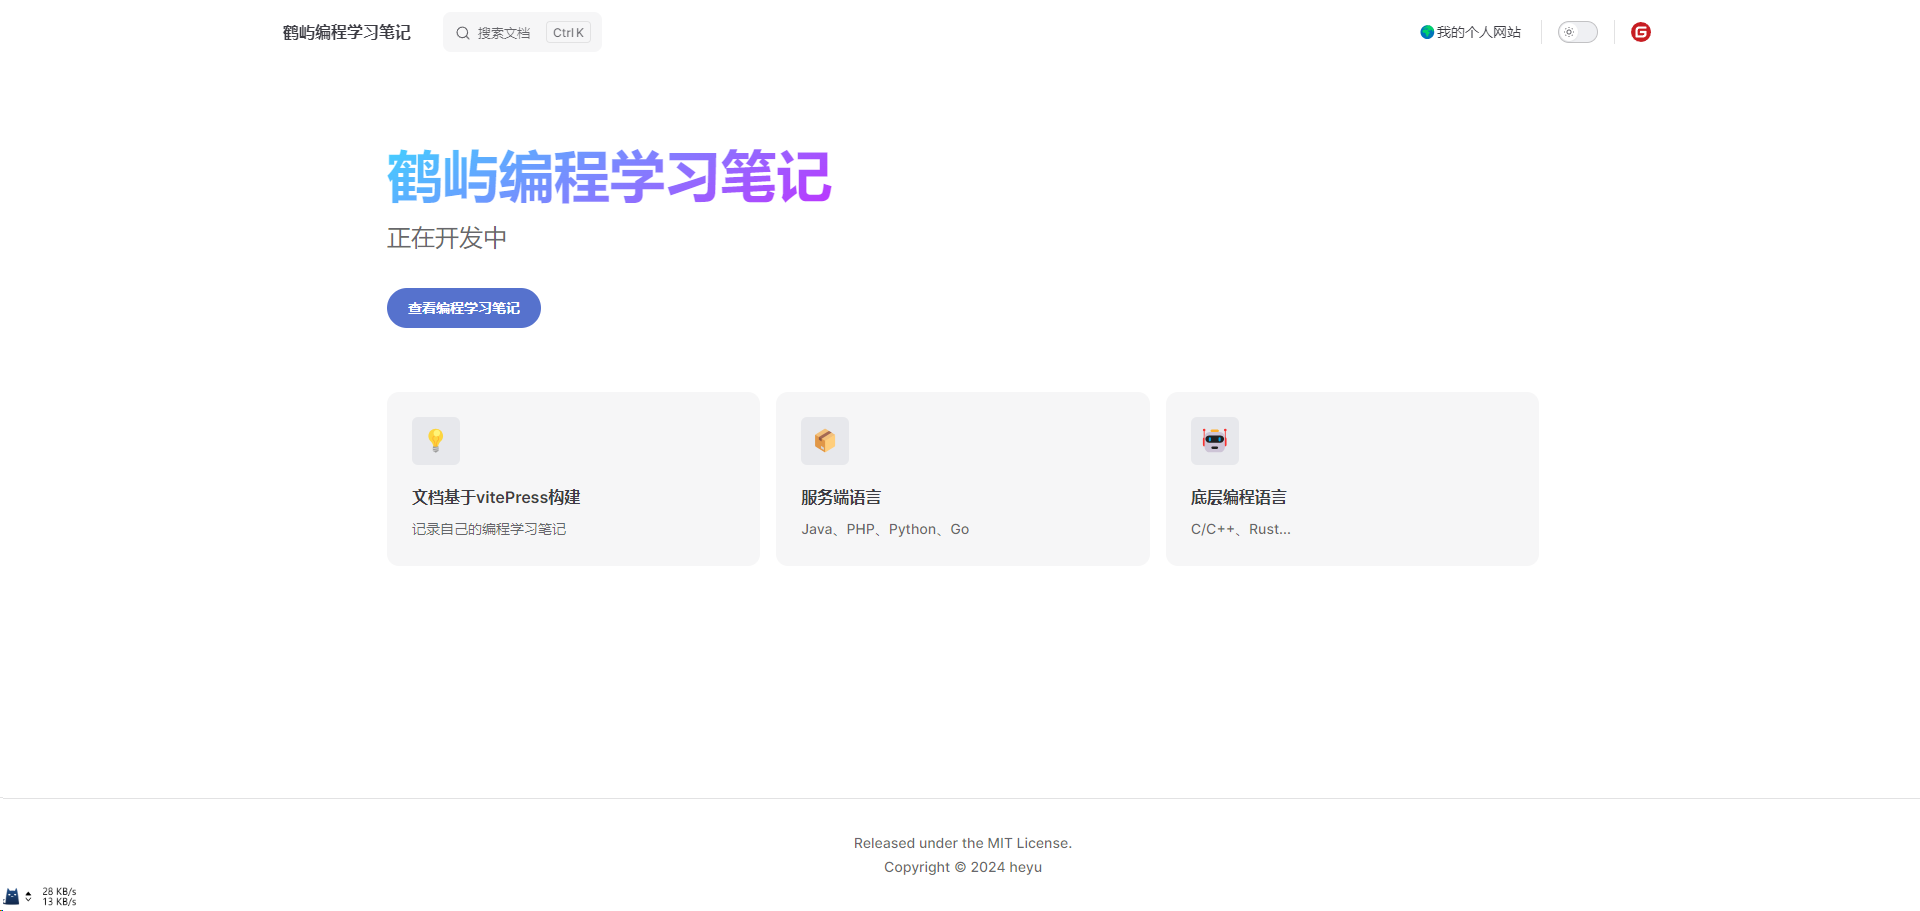 鹤屿编程学习笔记
搜索文档 Ctrl K
我的个人网站
鹤屿编程学习笔记
正在开发中
查看编程学习笔记
文档基于vitePress构建
记录自己的编程学习笔记
服务端语言
Java、PHP、Python、Go
底层编程语言
C/C++、Rust...
Released under the MIT License.
Copyright © 2024 heyu
28 KB/s
13 KB/s